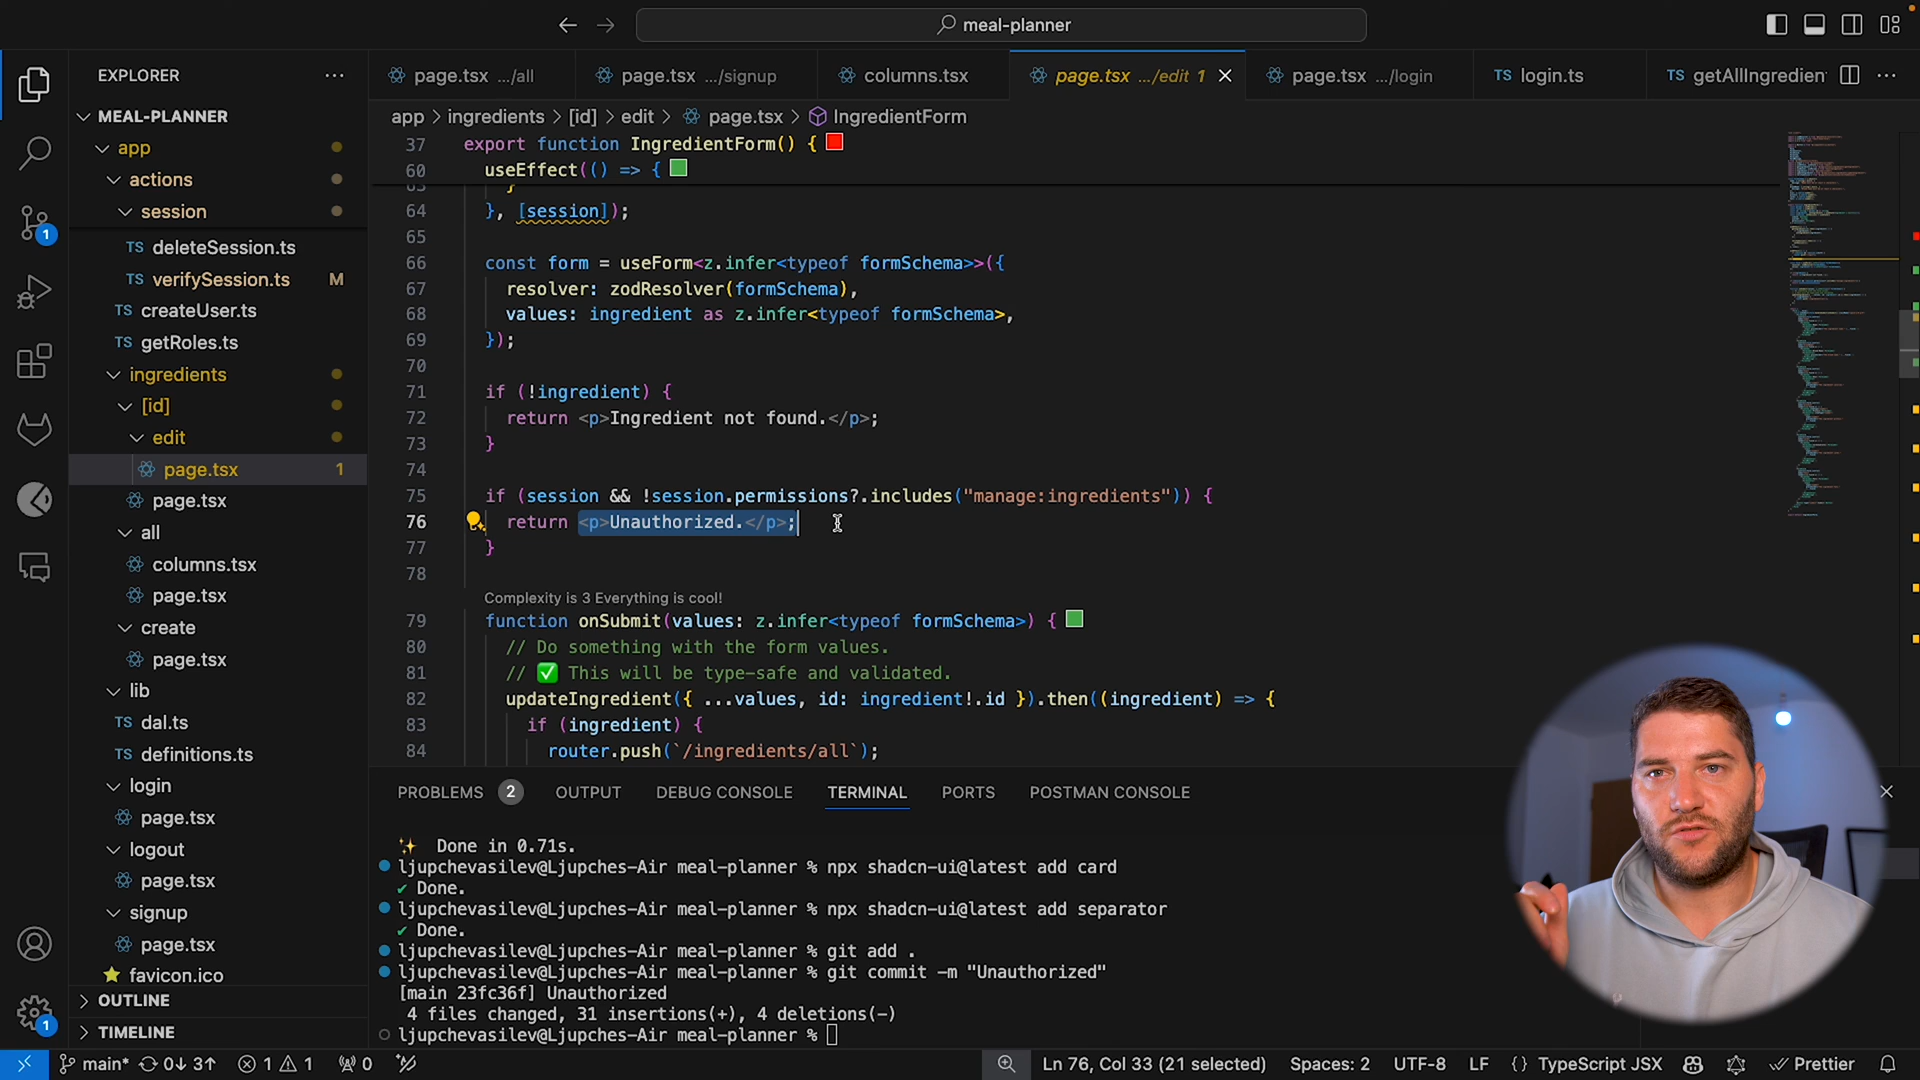 meal-planner
EXPLORER
MEAL-PLANNER
app
actions
session
TS deleteSession.ts
TS verifySession.ts M
TS createUser.ts
TS getRoles.ts
ingredients
[id]
edit
page.tsx 1
page.tsx
all
columns.tsx
page.tsx
create
page.tsx
lib
TS dal.ts
TS definitions.ts
login
page.tsx
logout
page.tsx
signup
page.tsx
favicon.ico
OUTLINE
TIMELINE
1
1
page.tsx .../all
page.tsx .../signup
columns.tsx
page.tsx .../edit 1
page.tsx .../login
TS login.ts
TS getAllIngredien
app > ingredients > [id] > edit > page.tsx > IngredientForm
37 export function IngredientForm() {
60 useEffect(() => {
64 }, [session]);
65
66 const form = useForm<z.infer<typeof formSchema>>({
67 resolver: zodResolver(formSchema),
68 values: ingredient as z.infer<typeof formSchema>,
69 });
70
71 if (!ingredient) {
72 return <p>Ingredient not found.</p>;
73 }
74
75 if (session && !session.permissions?.includes("manage:ingredients")) {
76 return <p>Unauthorized.</p>;
77 }
78
Complexity is 3 Everything is cool!
79 function onSubmit(values: z.infer<typeof formSchema>) {
80 // Do something with the form values.
81 // ✅ This will be type-safe and validated.
82 updateIngredient({ ...values, id: ingredient!.id }).then((ingredient) => {
83 if (ingredient) {
84 router.push(`/ingredients/all`);
PROBLEMS 2 OUTPUT DEBUG CONSOLE TERMINAL PORTS POSTMAN CONSOLE
✨ Done in 0.71s.
ljupchevasilev@Ljupches-Air meal-planner % npx shadcn-ui@latest add card
✔ Done.
ljupchevasilev@Ljupches-Air meal-planner % npx shadcn-ui@latest add separator
✔ Done.
ljupchevasilev@Ljupches-Air meal-planner % git add .
ljupchevasilev@Ljupches-Air meal-planner % git commit -m "Unauthorized"
[main 23fc36f] Unauthorized
4 files changed, 31 insertions(+), 4 deletions(-)
ljupchevasilev@Ljupches-Air meal-planner %
main* 0↓ 3↑ 1 1 0 Ln 76, Col 33 (21 selected) Spaces: 2 UTF-8 LF {} TypeScript JSX Prettier